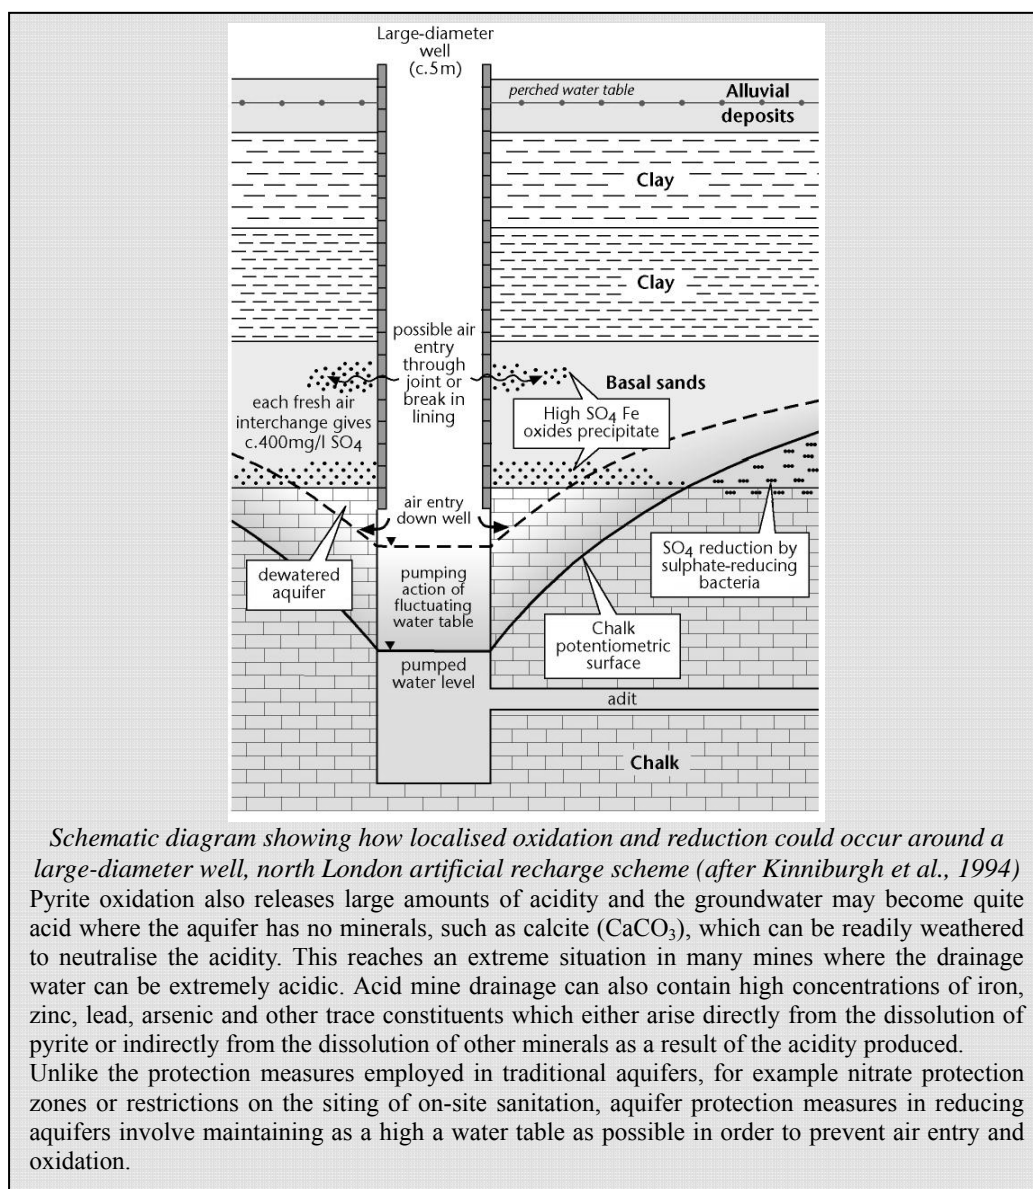 Large-diameter
well
(c.5m)
perched water table
Alluvial
deposits
Clay
Clay
possible air
entry
through
joint or
break in
lining
Basal sands
each fresh air
interchange gives
c.400mg/l SO₄
High SO₄ Fe
oxides precipitate
air entry
down well
SO₄ reduction by
sulphate-reducing
bacteria
dewatered
aquifer
pumping
action of
fluctuating
water table
Chalk
potentiometric
surface
pumped
water level
adit
Chalk
Schematic diagram showing how localised oxidation and reduction could occur around a
large-diameter well, north London artificial recharge scheme (after Kinniburgh et al., 1994)
Pyrite oxidation also releases large amounts of acidity and the groundwater may become quite
acid where the aquifer has no minerals, such as calcite (CaCO₃), which can be readily weathered
to neutralise the acidity. This reaches an extreme situation in many mines where the drainage
water can be extremely acidic. Acid mine drainage can also contain high concentrations of iron,
zinc, lead, arsenic and other trace constituents which either arise directly from the dissolution of
pyrite or indirectly from the dissolution of other minerals as a result of the acidity produced.
Unlike the protection measures employed in traditional aquifers, for example nitrate protection
zones or restrictions on the siting of on-site sanitation, aquifer protection measures in reducing
aquifers involve maintaining as a high a water table as possible in order to prevent air entry and
oxidation.